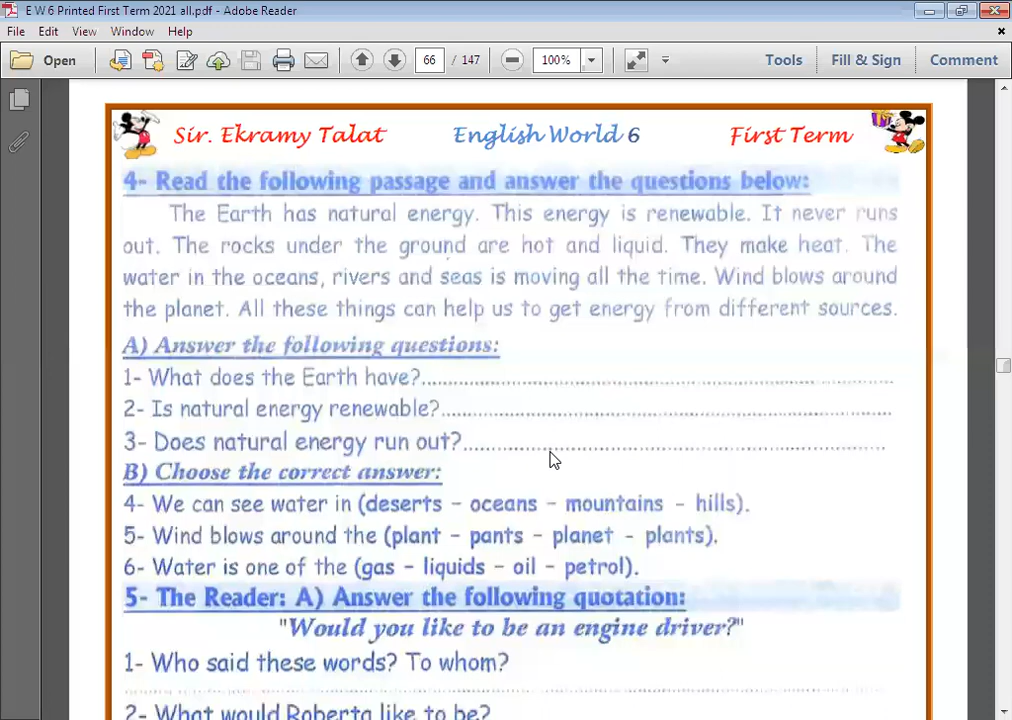 E W 6 Printed First Term 2021 all.pdf - Adobe Reader
File Edit View Window Help
Open 66 / 147 100% Tools Fill & Sign Comment
Sir. Ekramy Talat English World 6 First Term
4- Read the following passage and answer the questions below:
The Earth has natural energy. This energy is renewable. It never runs
out. The rocks under the ground are hot and liquid. They make heat. The
water in the oceans, rivers and seas is moving all the time. Wind blows around
the planet. All these things can help us to get energy from different sources.
A) Answer the following questions:
1- What does the Earth have?
2- Is natural energy renewable?
3- Does natural energy run out?
B) Choose the correct answer:
4- We can see water in (deserts – oceans – mountains – hills).
5- Wind blows around the (plant – pants – planet – plants).
6- Water is one of the (gas – liquids – oil – petrol).
5- The Reader: A) Answer the following quotation:
"Would you like to be an engine driver?"
1- Who said these words? To whom?
2- What would Roberta like to be?